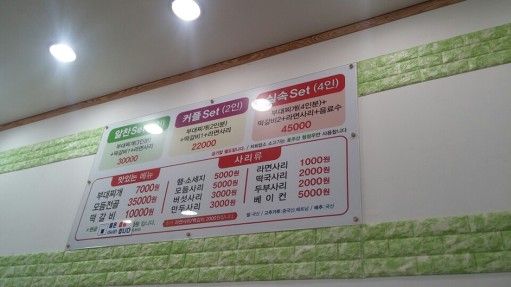 알찬Set
30000
커플Set (2인)
부대찌개(2인분)
+떡갈비1+라면사리
22000
실속Set (4인)
부대찌개(4인분)+
떡갈비2+라면사리+음료수
45000
맛있는 메뉴
부대찌개 7000원
모듬전골 35000원
떡갈비 10000원
사리류
햄·소세지 5000원
모듬사리 5000원
버섯사리 3000원
만두사리 3000원
라면사리 1000원
떡국사리 2000원
두부사리 2000원
베이컨 5000원